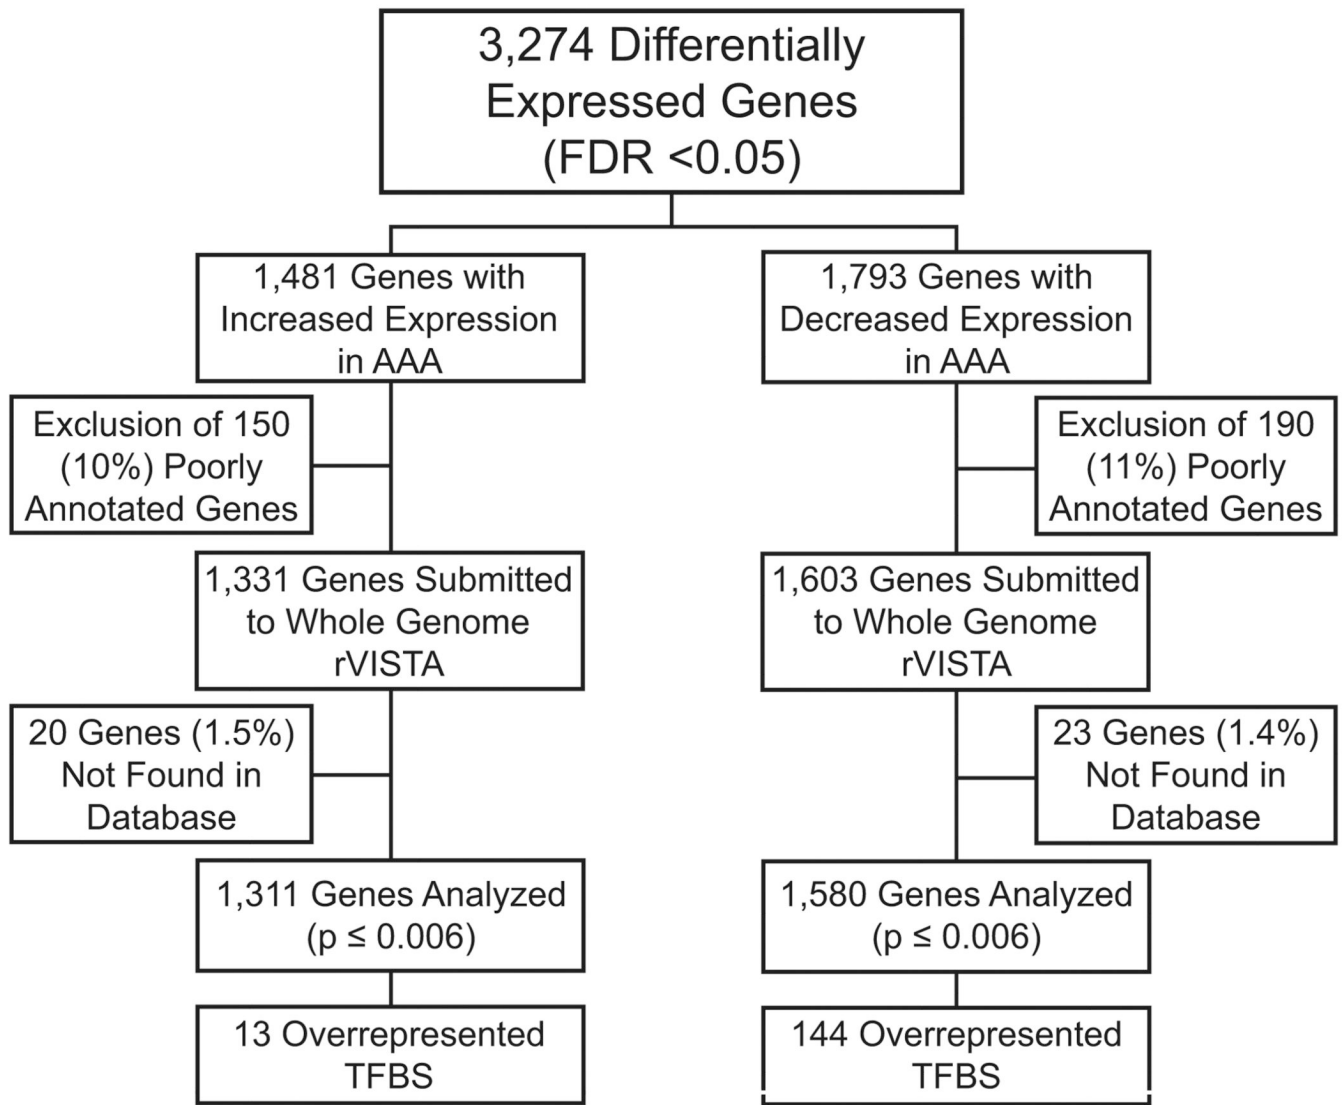 3,274 Differentially
Expressed Genes
(FDR <0.05)
1,481 Genes with
Increased Expression
in AAA
1,793 Genes with
Decreased Expression
in AAA
Exclusion of 150
(10%) Poorly
Annotated Genes
Exclusion of 190
(11%) Poorly
Annotated Genes
1,331 Genes Submitted
to Whole Genome
rVISTA
1,603 Genes Submitted
to Whole Genome
rVISTA
20 Genes (1.5%)
Not Found in
Database
23 Genes (1.4%)
Not Found in
Database
1,311 Genes Analyzed
(p ≤ 0.006)
1,580 Genes Analyzed
(p ≤ 0.006)
13 Overrepresented
TFBS
144 Overrepresented
TFBS